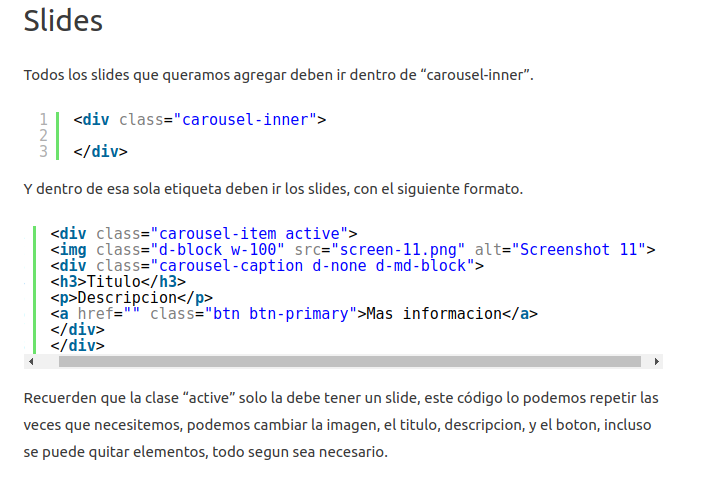 Slides
Todos los slides que queramos agregar deben ir dentro de “carousel-inner”.
1 <div class="carousel-inner">
2
3 </div>
Y dentro de esa sola etiqueta deben ir los slides, con el siguiente formato.
<div class="carousel-item active">
<img class="d-block w-100" src="screen-11.png" alt="Screenshot 11">
<div class="carousel-caption d-none d-md-block">
<h3>Titulo</h3>
<p>Descripcion</p>
<a href="" class="btn btn-primary">Mas informacion</a>
</div>
</div>
Recuerden que la clase “active” solo la debe tener un slide, este código lo podemos repetir las
veces que necesitemos, podemos cambiar la imagen, el titulo, descripcion, y el boton, incluso
se puede quitar elementos, todo segun sea necesario.